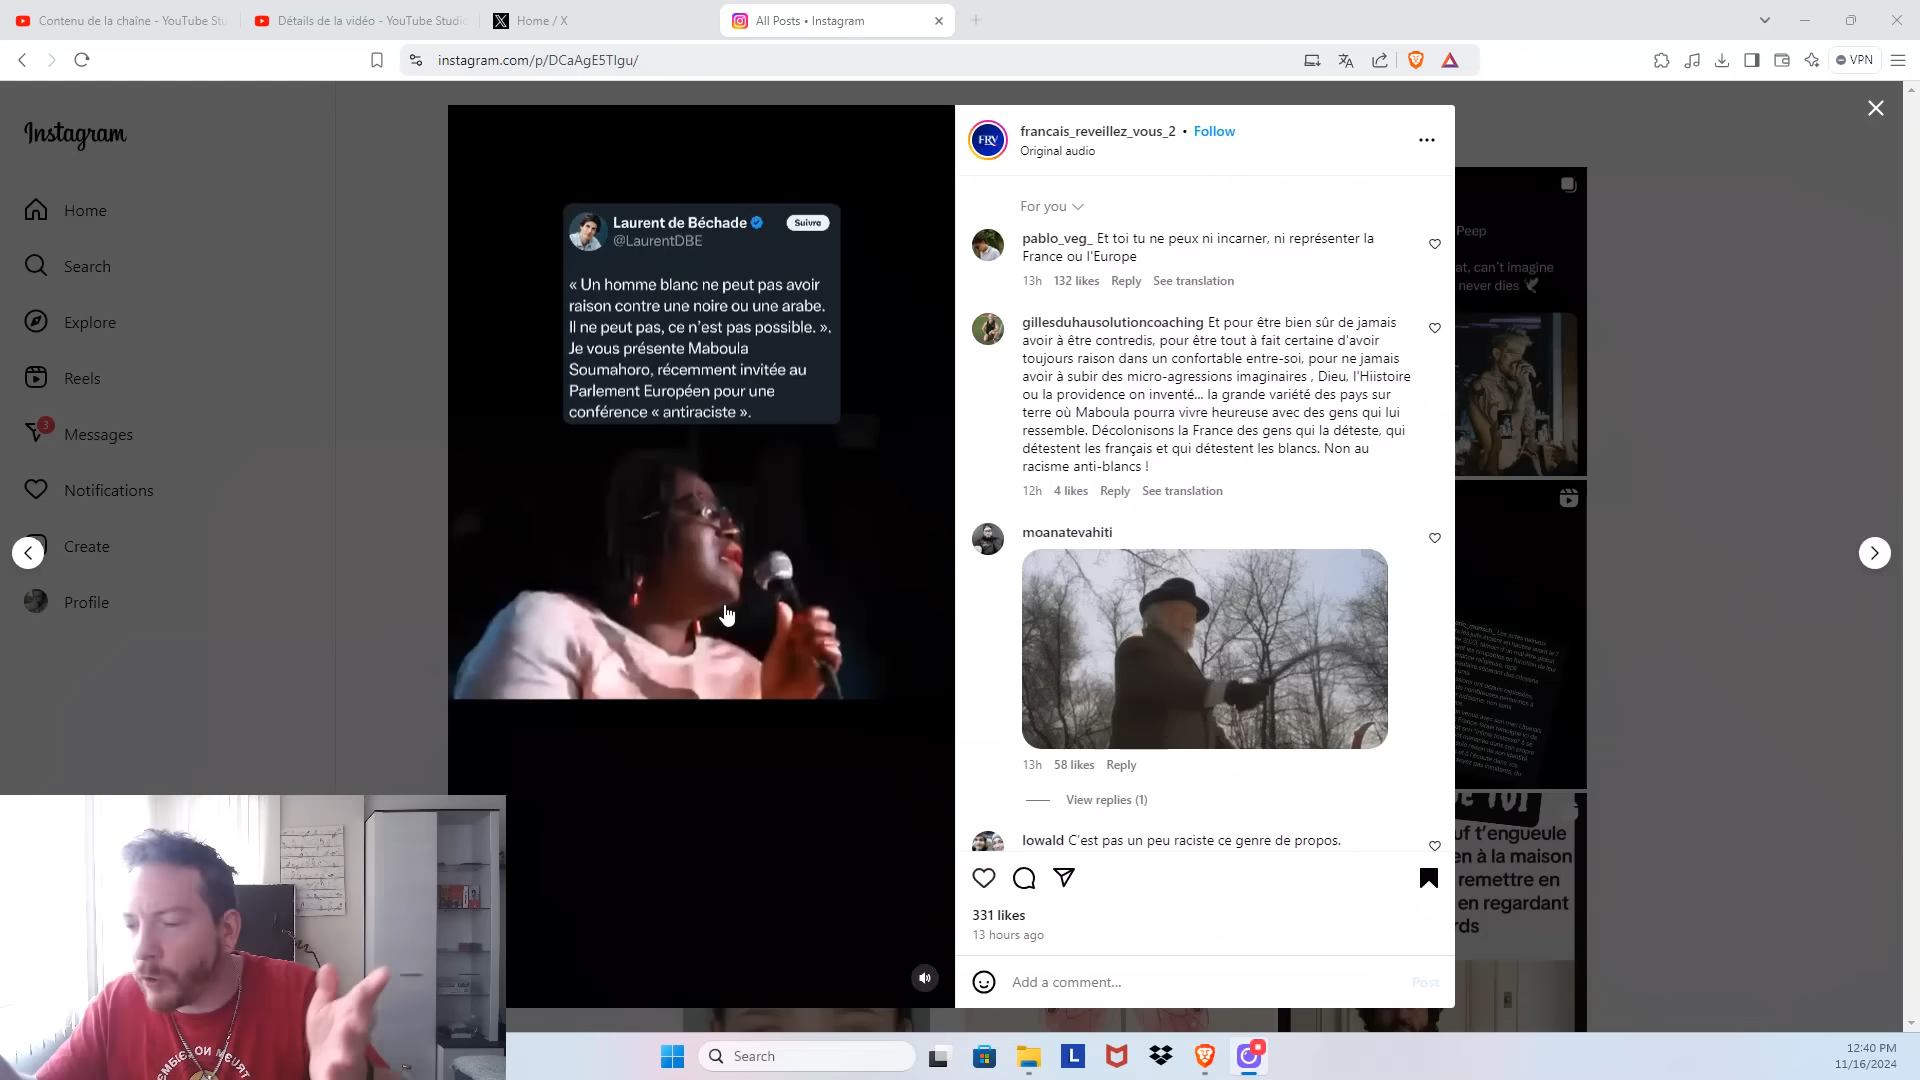 Contenu de la chaîne - YouTube Stu
Détails de la vidéo - YouTube Studio
Home / X
All Posts • Instagram
instagram.com/p/DCaAgE5TIgu/
VPN
Instagram
Home
Search
Explore
Reels
3
Messages
Notifications
Create
Profile
Laurent de Béchade
Suivre
@LaurentDBE
« Un homme blanc ne peut pas avoir
raison contre une noire ou une arabe.
Il ne peut pas, ce n'est pas possible. ».
Je vous présente Maboula
Soumahoro, récemment invitée au
Parlement Européen pour une
conférence « antiraciste ».
FRV
francais_reveillez_vous_2 • Follow
Original audio
For you
pablo_veg_ Et toi tu ne peux ni incarner, ni représenter la
France ou l'Europe
13h 132 likes Reply See translation
gillesduhausolutioncoaching Et pour être bien sûr de jamais
avoir à être contredis, pour être tout à fait certaine d'avoir
toujours raison dans un confortable entre-soi, pour ne jamais
avoir à subir des micro-agressions imaginaires , Dieu, l'Hiistoire
ou la providence on inventé... la grande variété des pays sur
terre où Maboula pourra vivre heureuse avec des gens qui lui
ressemble. Décolonisons la France des gens qui la déteste, qui
détestent les français et qui détestent les blancs. Non au
racisme anti-blancs !
12h 4 likes Reply See translation
moanatevahiti
13h 58 likes Reply
View replies (1)
lowald C'est pas un peu raciste ce genre de propos.
331 likes
13 hours ago
Add a comment...
Post
Peep
at, can't imagine
never dies
uf t'engueule
en à la maison
remettre en
en regardant
rds
Search
L
12:40 PM
11/16/2024